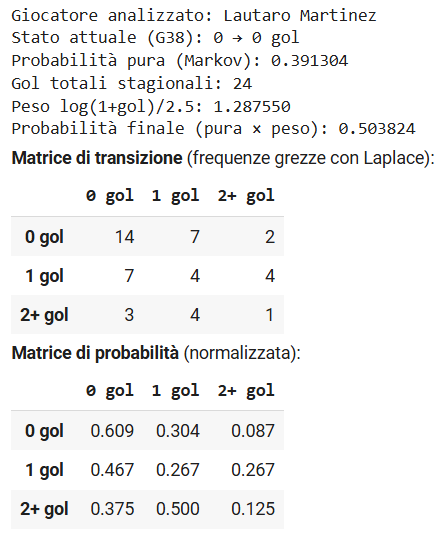 Giocatore analizzato: Lautaro Martinez
Stato attuale (G38): 0 → 0 gol
Probabilità pura (Markov): 0.391304
Gol totali stagionali: 24
Peso log(1+gol)/2.5: 1.287550
Probabilità finale (pura × peso): 0.503824
Matrice di transizione (frequenze grezze con Laplace):
0 gol 1 gol 2+ gol
0 gol 14 7 2
1 gol 7 4 4
2+ gol 3 4 1
Matrice di probabilità (normalizzata):
0 gol 1 gol 2+ gol
0 gol 0.609 0.304 0.087
1 gol 0.467 0.267 0.267
2+ gol 0.375 0.500 0.125